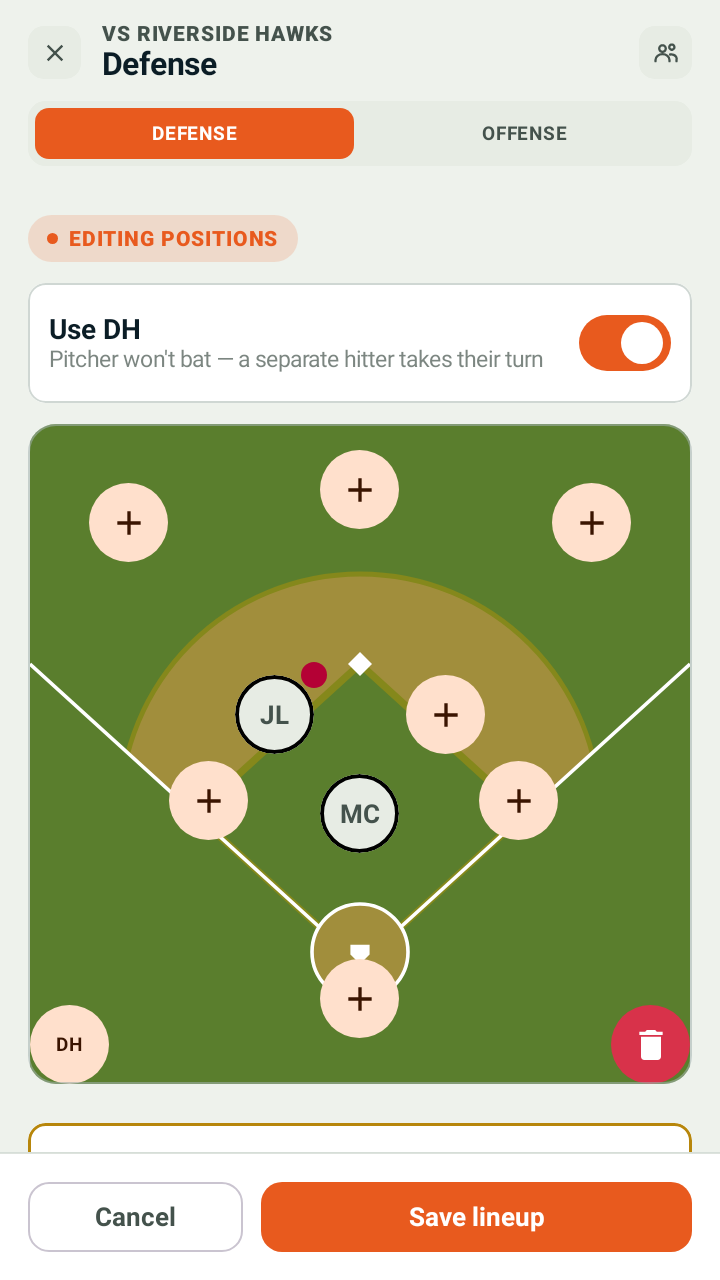 VS RIVERSIDE HAWKS
Defense
DEFENSE
OFFENSE
EDITING POSITIONS
Use DH
Pitcher won't bat — a separate hitter takes their turn
JL
MC
DH
Cancel
Save lineup